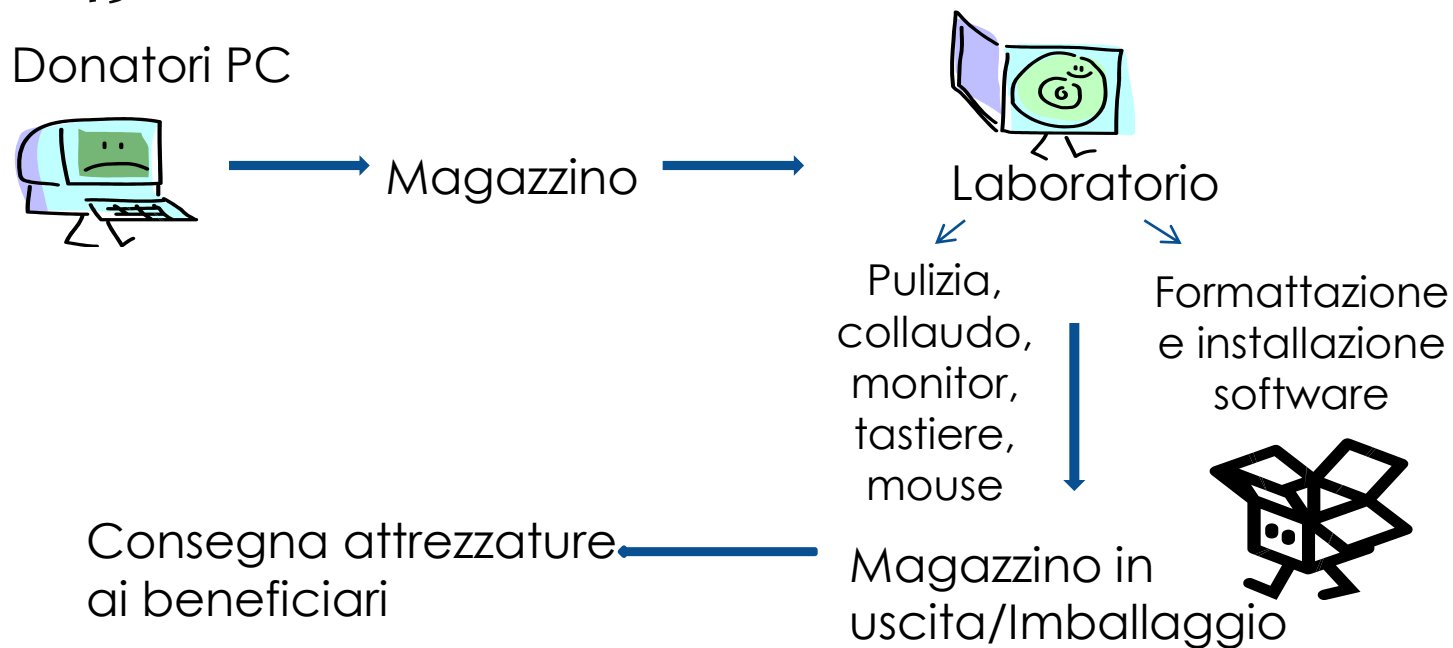 Donatori PC
Magazzino
Laboratorio
Pulizia,
collaudo,
monitor,
tastiere,
mouse
Formattazione
e installazione
software
Magazzino in
uscita/Imballaggio
Consegna attrezzature
ai beneficiari